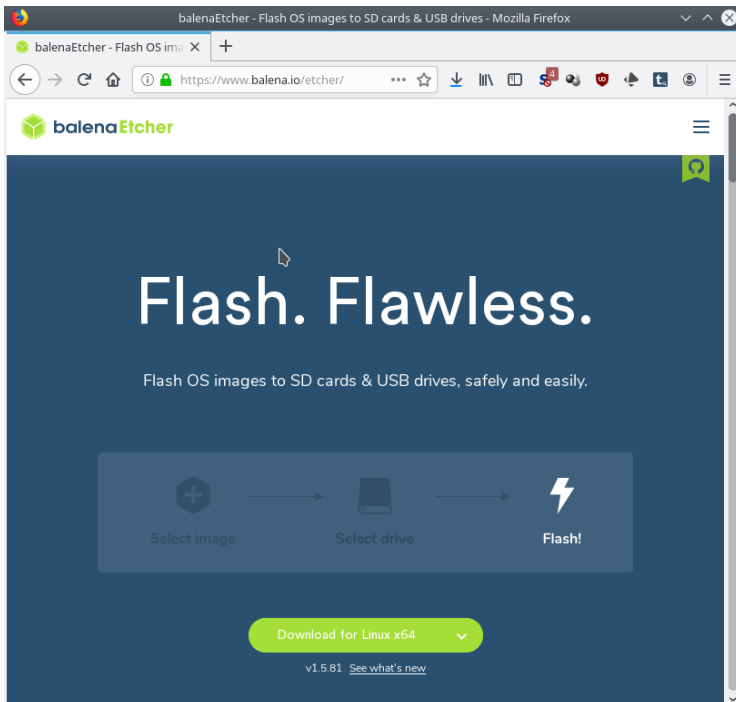 balenaEtcher - Flash OS images to SD cards & USB drives - Mozilla Firefox
balenaEtcher - Flash OS ima
https://www.balena.io/etcher/
4
balenaEtcher
Flash. Flawless.
Flash OS images to SD cards & USB drives, safely and easily.
Select image
Select drive
Flash!
Download for Linux x64
v1.5.81 See what's new